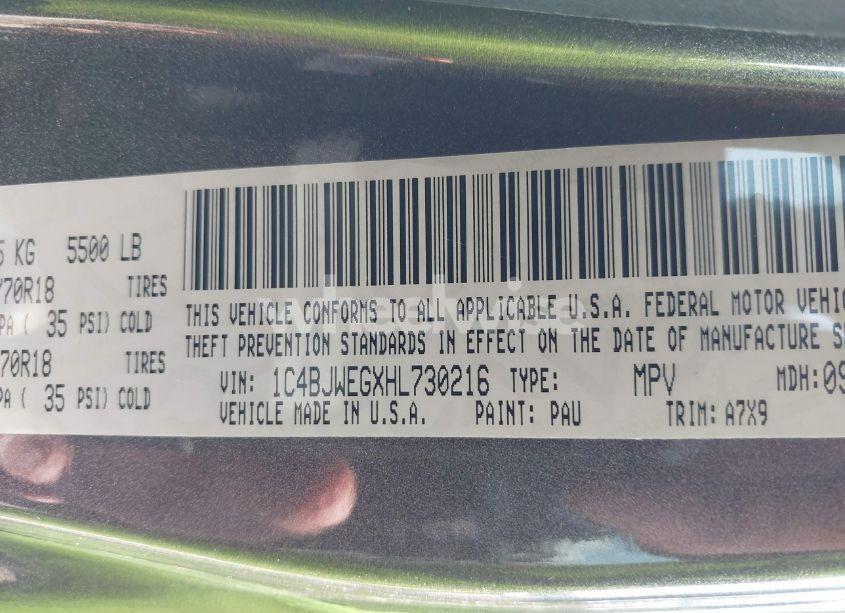 5 KG 5500 LB
70R18 TIRES
PA ( 35 PSI) COLD
70R18 TIRES
PA ( 35 PSI) COLD
THIS VEHICLE CONFORMS TO ALL APPLICABLE U.S.A. FEDERAL MOTOR VEHIC
THEFT PREVENTION STANDARDS IN EFFECT ON THE DATE OF MANUFACTURE S
VIN: 1C4BJWEGXHL730216 TYPE: MPV MDH:09
VEHICLE MADE IN U.S.A. PAINT: PAU TRIM: A7X9
wheelwise